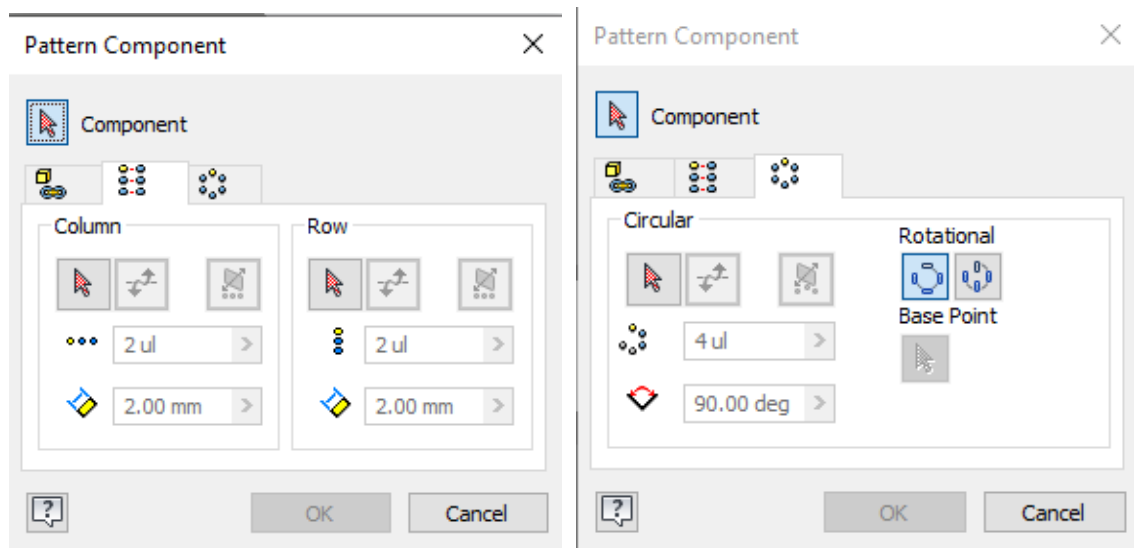 Pattern Component
Component
Column
Row
2 ul
2 ul
2.00 mm
2.00 mm
OK
Cancel
Pattern Component
Component
Circular
Rotational
4 ul
Base Point
90.00 deg
OK
Cancel